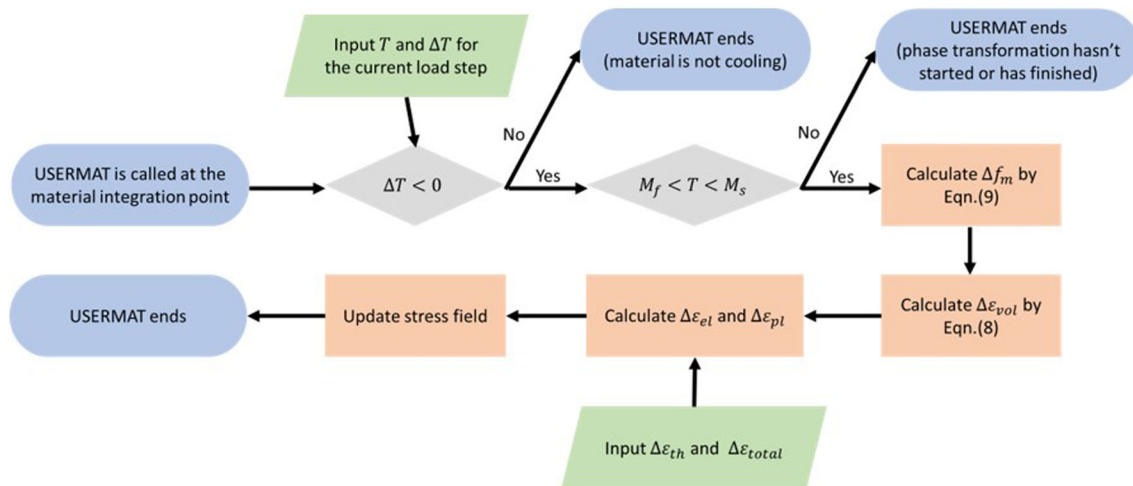 Input T and ΔT for
the current load step
USERMAT ends
(material is not cooling)
USERMAT ends
(phase transformation hasn't
started or has finished)
No
No
USERMAT is called at the
material integration point
ΔT < 0
Yes
M_f < T < M_s
Yes
Calculate Δf_m by
Eqn.(9)
USERMAT ends
Update stress field
Calculate Δε_el and Δε_pl
Calculate Δε_vol by
Eqn.(8)
Input Δε_th and Δε_total